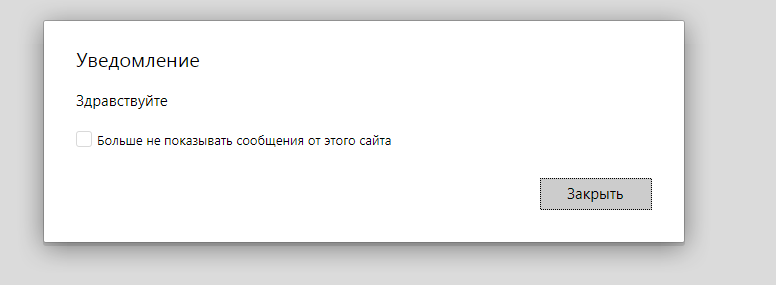 Уведомление
Здравствуйте
Больше не показывать сообщения от этого сайта
Закрыть